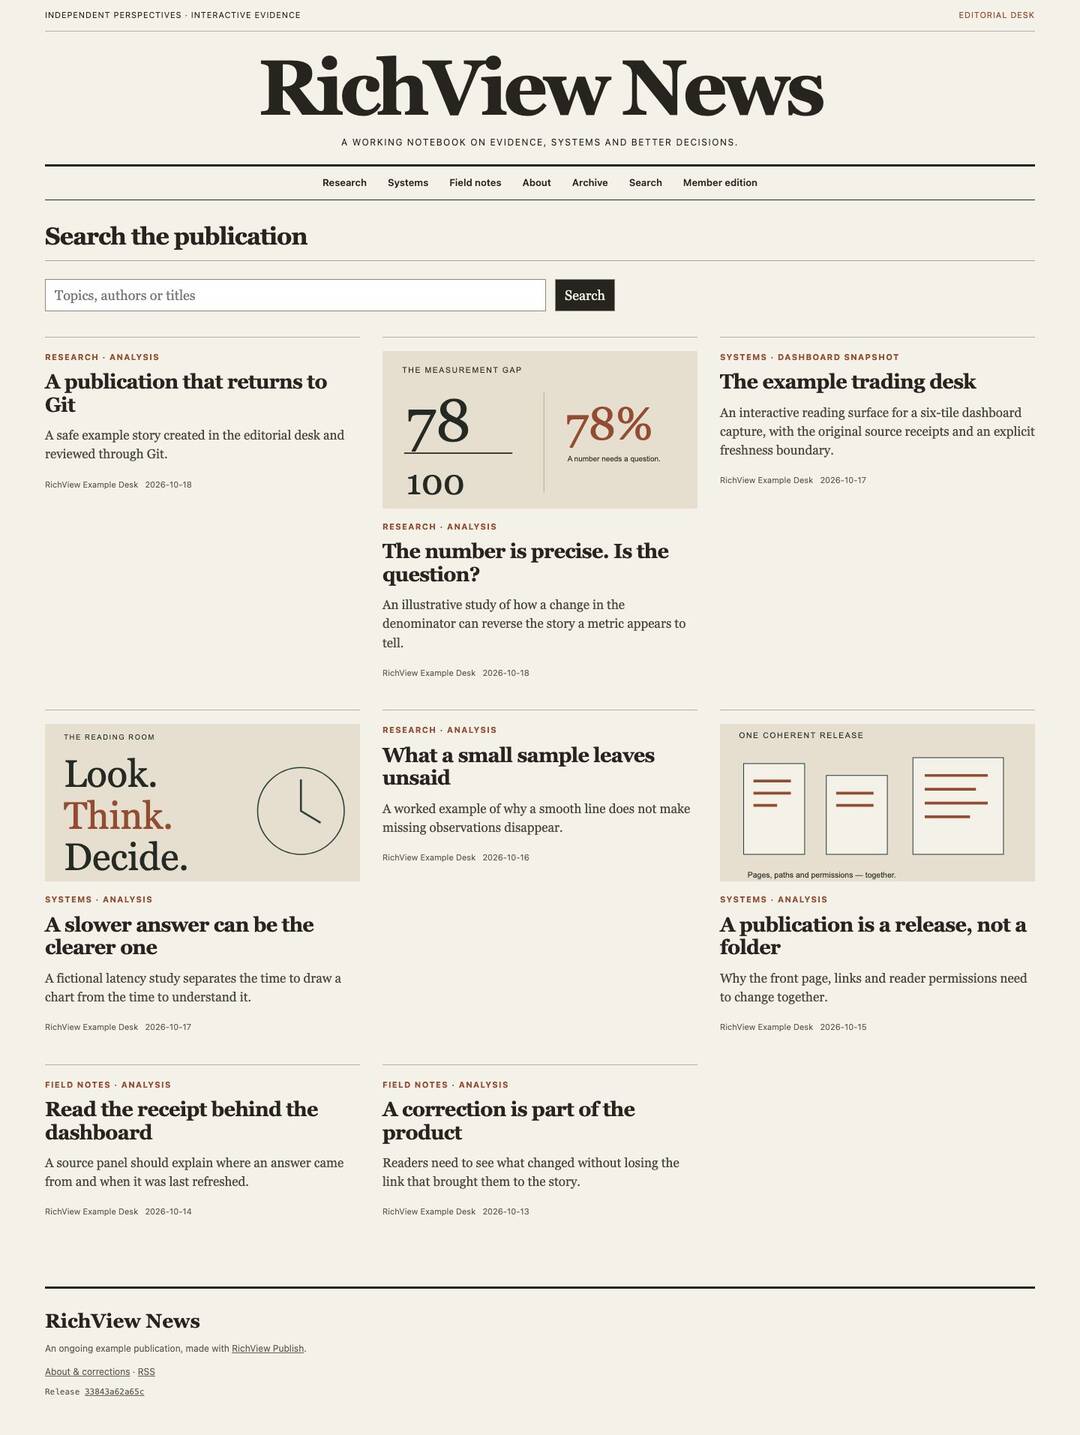 INDEPENDENT PERSPECTIVES · INTERACTIVE EVIDENCE
EDITORIAL DESK
RichView News
A WORKING NOTEBOOK ON EVIDENCE, SYSTEMS AND BETTER DECISIONS.
Research Systems Field notes About Archive Search Member edition
Search the publication
Topics, authors or titles
Search
RESEARCH · ANALYSIS
A publication that returns to
Git
A safe example story created in the editorial desk and
reviewed through Git.
RichView Example Desk 2026-10-18
THE MEASUREMENT GAP
78
100
78%
A number needs a question.
RESEARCH · ANALYSIS
The number is precise. Is the
question?
An illustrative study of how a change in the
denominator can reverse the story a metric appears to
tell.
RichView Example Desk 2026-10-18
SYSTEMS · DASHBOARD SNAPSHOT
The example trading desk
An interactive reading surface for a six-tile dashboard
capture, with the original source receipts and an explicit
freshness boundary.
RichView Example Desk 2026-10-17
THE READING ROOM
Look.
Think.
Decide.
SYSTEMS · ANALYSIS
A slower answer can be the
clearer one
A fictional latency study separates the time to draw a
chart from the time to understand it.
RichView Example Desk 2026-10-17
RESEARCH · ANALYSIS
What a small sample leaves
unsaid
A worked example of why a smooth line does not make
missing observations disappear.
RichView Example Desk 2026-10-16
ONE COHERENT RELEASE
Pages, paths and permissions — together.
SYSTEMS · ANALYSIS
A publication is a release, not a
folder
Why the front page, links and reader permissions need
to change together.
RichView Example Desk 2026-10-15
FIELD NOTES · ANALYSIS
Read the receipt behind the
dashboard
A source panel should explain where an answer came
from and when it was last refreshed.
RichView Example Desk 2026-10-14
FIELD NOTES · ANALYSIS
A correction is part of the
product
Readers need to see what changed without losing the
link that brought them to the story.
RichView Example Desk 2026-10-13
RichView News
An ongoing example publication, made with RichView Publish.
About & corrections · RSS
Release 33843a62a65c